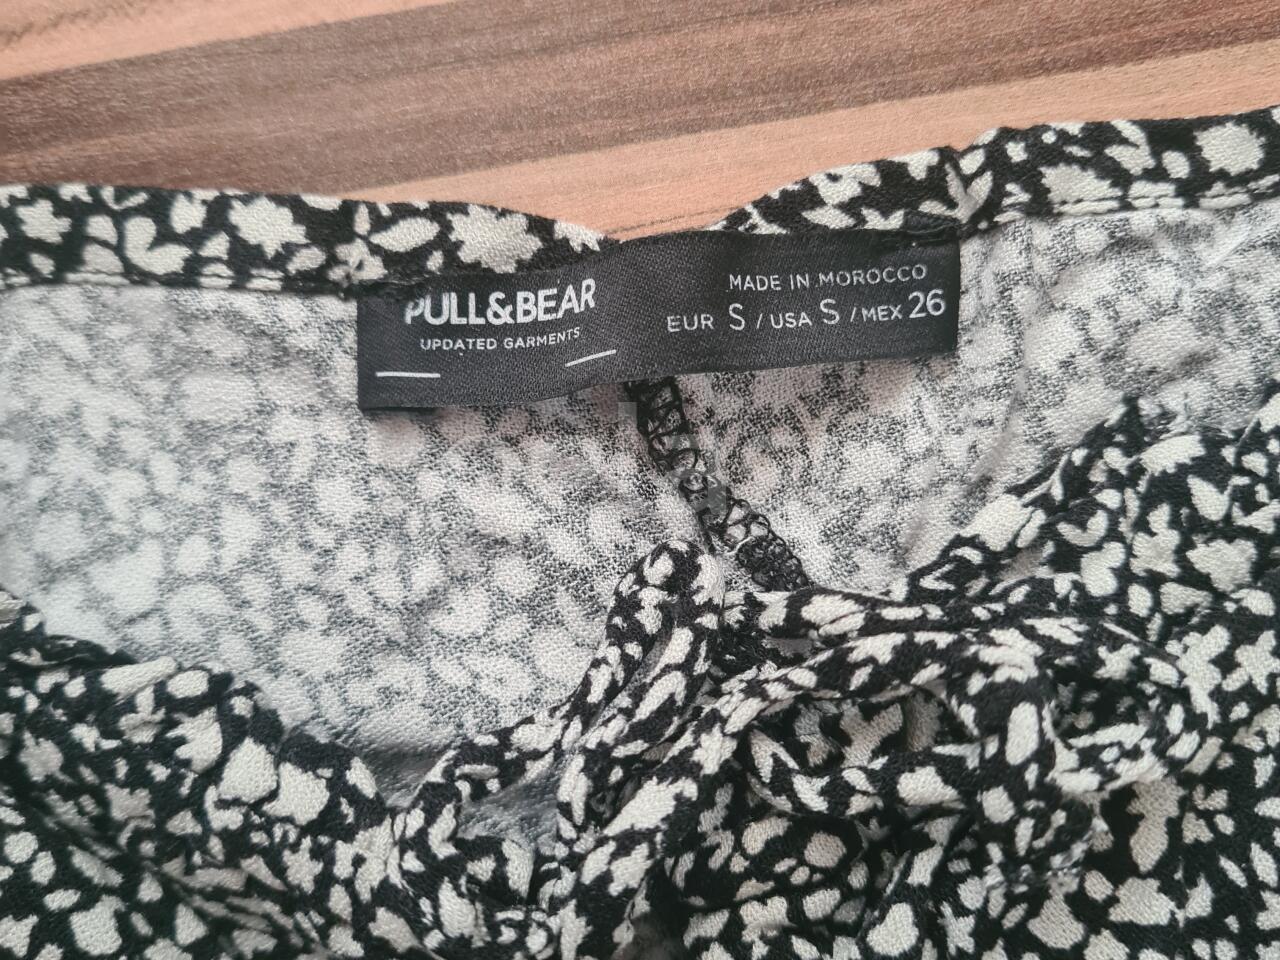 PULL&BEAR
UPDATED GARMENTS
MADE IN MOROCCO
EUR S / USA S / MEX 26